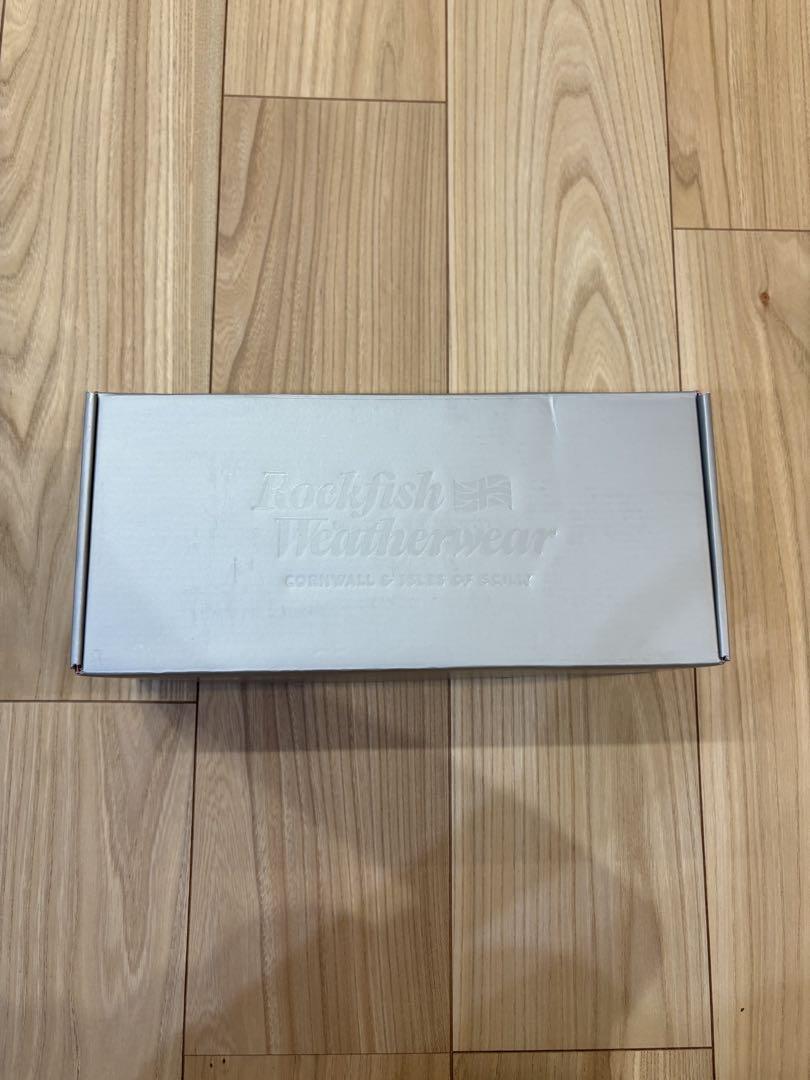 Rockfish
Weatherwear
CORNWALL & ISLES OF SCILLY